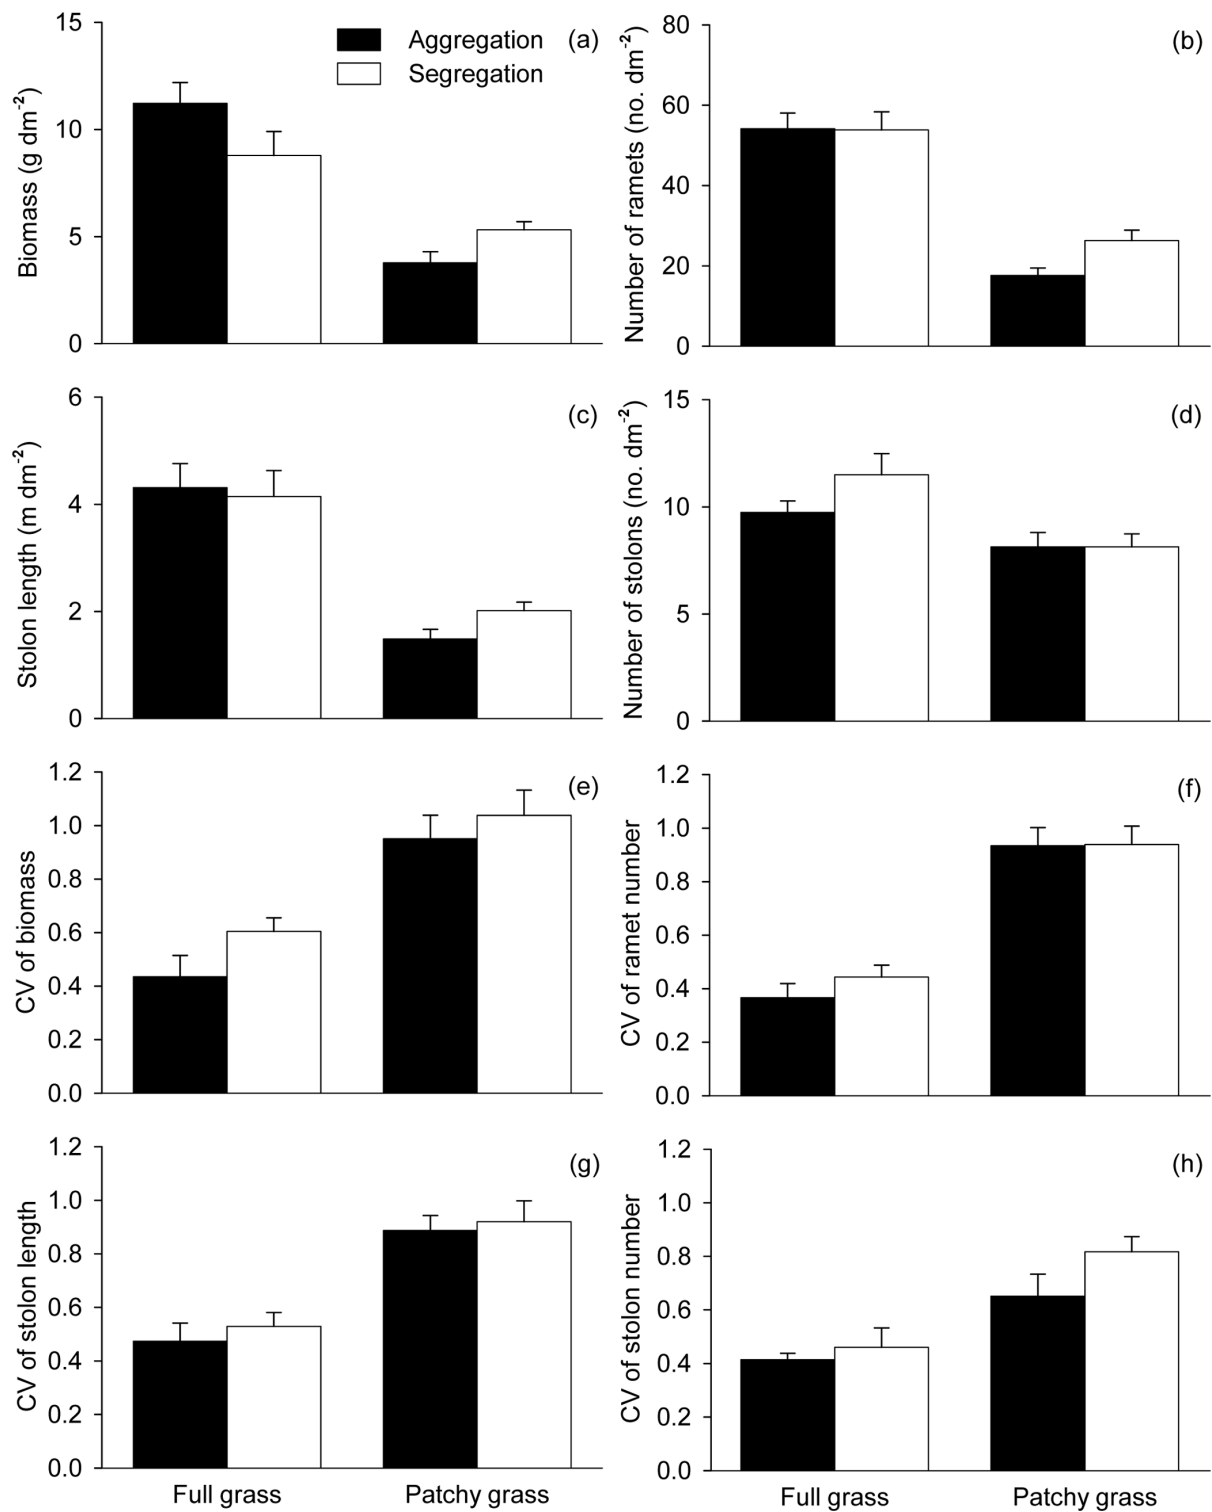 Aggregation
Segregation
(a)
Biomass (g dm⁻²)
15
10
5
0
(b)
Number of ramets (no. dm⁻²)
80
60
40
20
0
(c)
Stolon length (m dm⁻²)
6
4
2
0
(d)
Number of stolons (no. dm⁻²)
15
10
5
0
(e)
CV of biomass
1.2
1.0
0.8
0.6
0.4
0.2
0.0
(f)
CV of ramet number
1.2
1.0
0.8
0.6
0.4
0.2
0.0
(g)
CV of stolon length
1.2
1.0
0.8
0.6
0.4
0.2
0.0
Full grass Patchy grass
(h)
CV of stolon number
1.2
1.0
0.8
0.6
0.4
0.2
0.0
Full grass Patchy grass